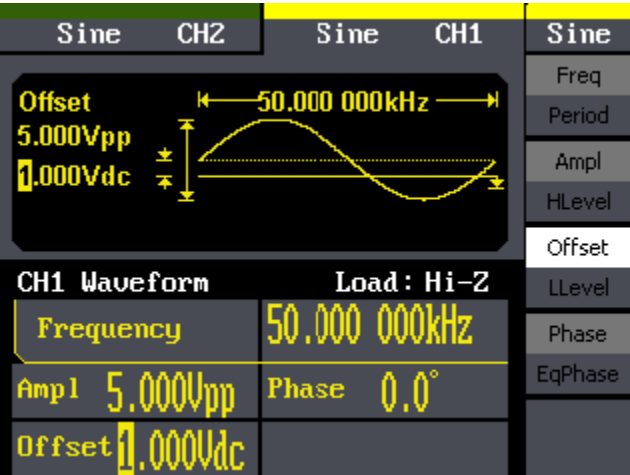 Sine CH2 Sine CH1 Sine
Offset
50.000 000kHz
5.000Vpp
1.000Vdc
Freq
Period
Ampl
HLevel
Offset
LLevel
Phase
EqPhase
CH1 Waveform Load: Hi-Z
Frequency 50.000 000kHz
Ampl 5.000Vpp Phase 0.0°
Offset 1.000Vdc